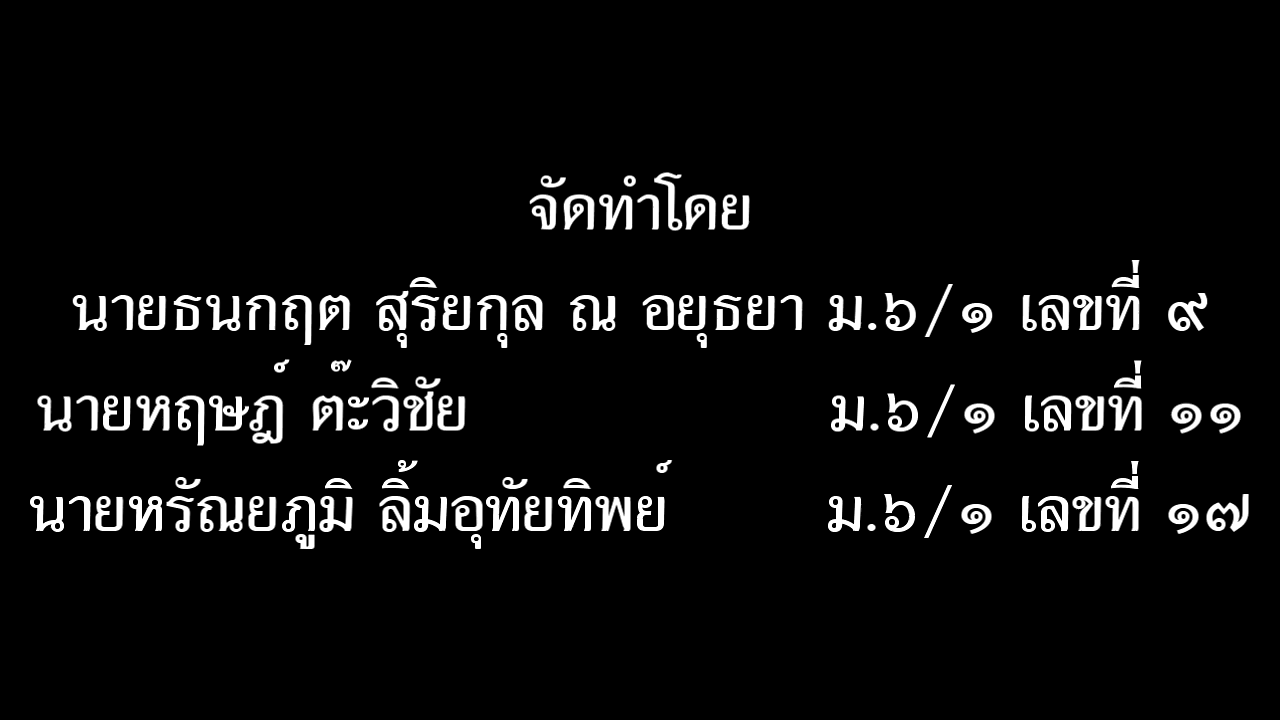 จัดทำโดย
นายธนกฤต สุริยกุล ณ อยุธยา ม.๖/๑ เลขที่ ๙
นายหฤษฎ์ ต๊ะวิชัย ม.๖/๑ เลขที่ ๑๑
นายหรัณยภูมิ ลิ้มอุทัยทิพย์ ม.๖/๑ เลขที่ ๑๗